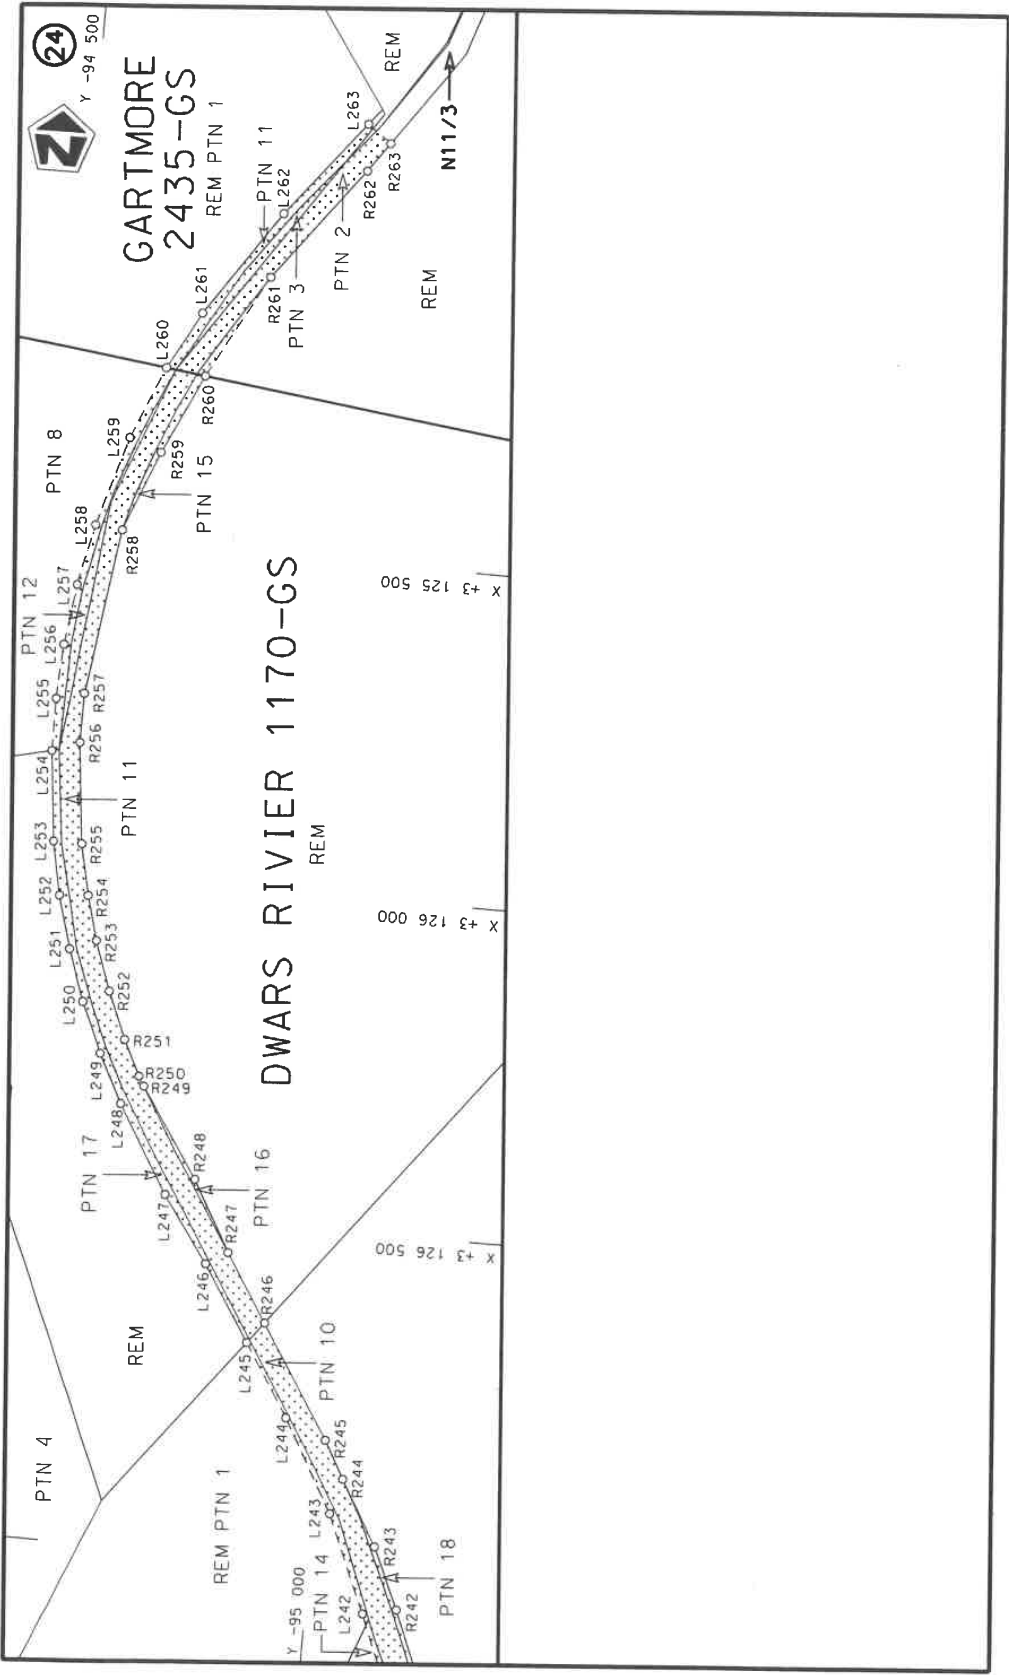 24
Y -94 500
N
GARTMORE
2435-GS
REM PTN 1
PTN 11
L263
REM
N11/3
R263
R262
L262
PTN 2
PTN 3
R261
REM
L261
L260
R260
PTN 8
L259
R259
PTN 15
L258
R258
PTN 12
L257
L256
L255
R257
R256
L254
PTN 11
L253
R255
L252
R254
L251
R253
L250
R252
R251
L249
R250
R249
L248
DWARS RIVIER 1170-GS
REM
X +3 125 500
X +3 126 000
X +3 126 500
PTN 17
R248
PTN 16
L247
R247
L246
R246
L245
REM
PTN 10
PTN 4
L244
R245
R244
REM PTN 1
L243
R243
PTN 14
PTN 18
L242
R242
Y -95 000